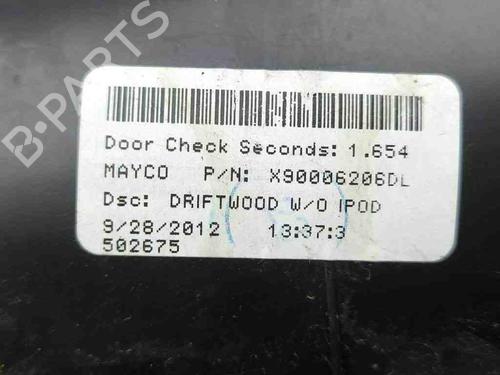 B-PARTS
Door Check Seconds: 1.654
MAYCO P/N: X90006206DL
Dsc: DRIFTWOOD W/O IPOD
9/28/2012 13:37:3
502675